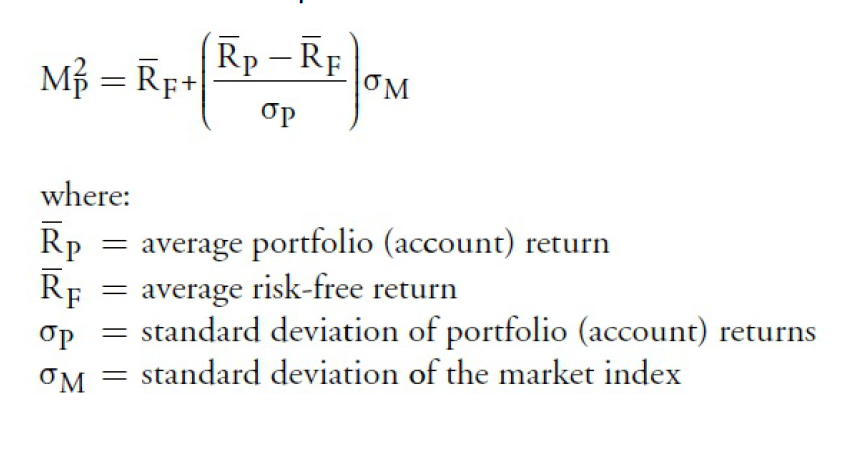 M²P = R̄F+((R̄P – R̄F)/σP)σM
where:
R̄P = average portfolio (account) return
R̄F = average risk-free return
σP = standard deviation of portfolio (account) returns
σM = standard deviation of the market index